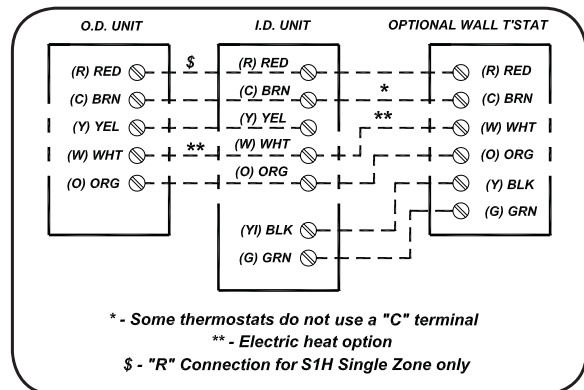 O.D. UNIT I.D. UNIT OPTIONAL WALL T'STAT
(R) RED $ (R) RED (R) RED
(C) BRN (C) BRN * (C) BRN
(Y) YEL (Y) YEL ** (W) WHT
(W) WHT ** (W) WHT (O) ORG
(O) ORG (O) ORG (Y) BLK
(YI) BLK (G) GRN
(G) GRN
* - Some thermostats do not use a "C" terminal
** - Electric heat option
$ - "R" Connection for S1H Single Zone only